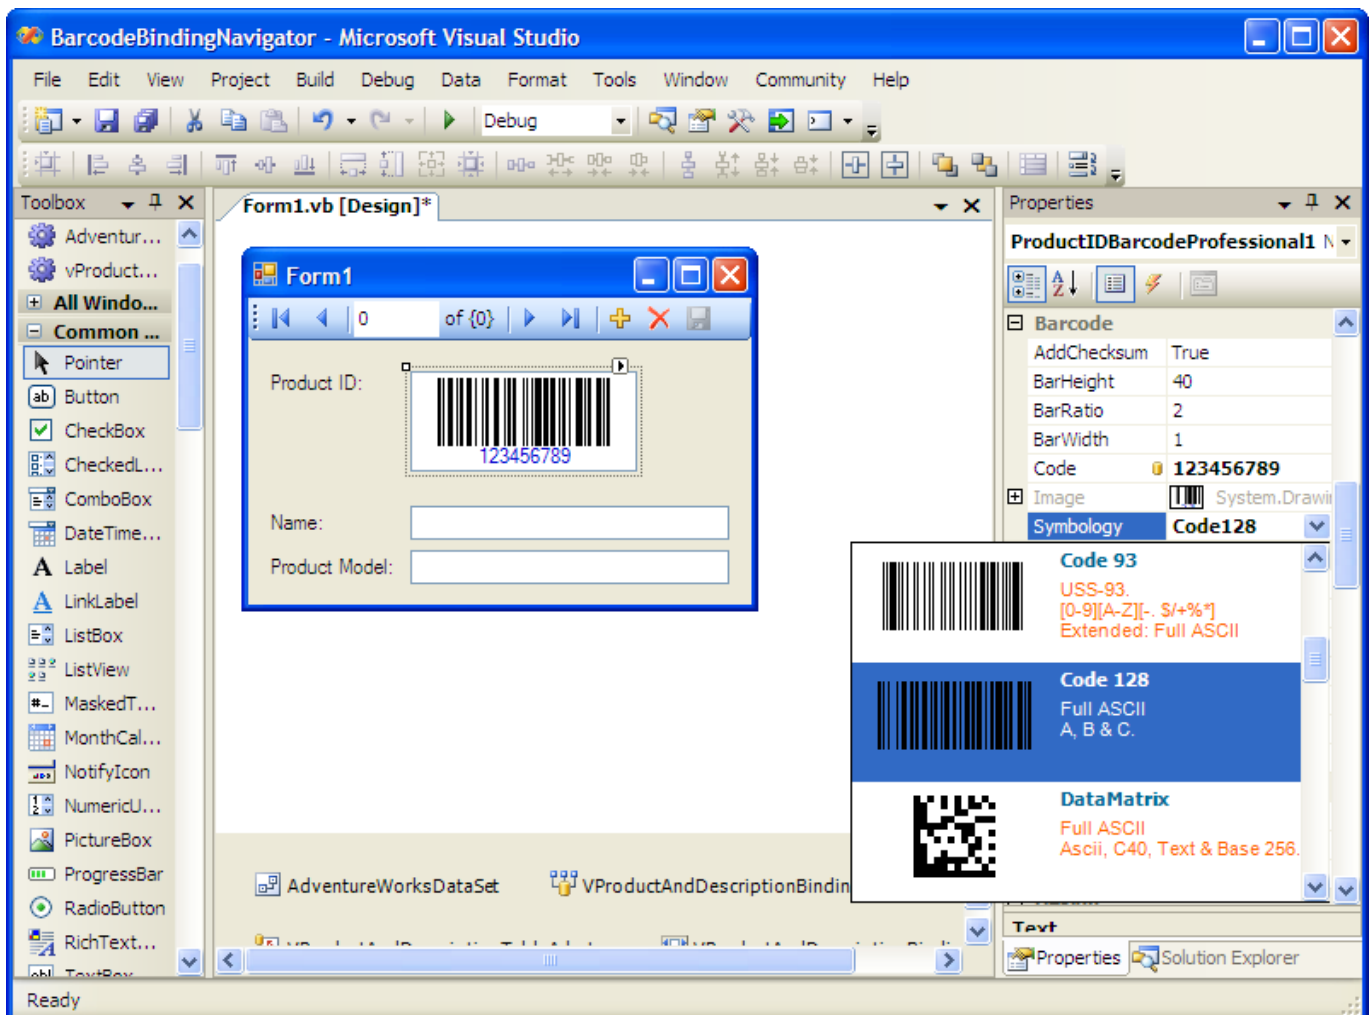 BarcodeBindingNavigator - Microsoft Visual Studio
File Edit View Project Build Debug Data Format Tools Window Community Help
Debug
Toolbox
Adventur...
vProduct...
All Windo...
Common ...
Pointer
Button
CheckBox
CheckedL...
ComboBox
DateTime...
Label
LinkLabel
ListBox
ListView
MaskedT...
MonthCal...
NotifyIcon
NumericU...
PictureBox
ProgressBar
RadioButton
RichText...
TextBox
Form1.vb [Design]*
Form1
0 of {0}
Product ID:
123456789
Name:
Product Model:
AdventureWorksDataSet
VProductAndDescriptionBindin
Properties
ProductIDBarcodeProfessional1 N
Barcode
AddChecksum True
BarHeight 40
BarRatio 2
BarWidth 1
Code 123456789
Image System.Drawi
Symbology Code128
Code 93
USS-93.
[0-9][A-Z][-. $/+%*]
Extended: Full ASCII
Code 128
Full ASCII
A, B & C.
DataMatrix
Full ASCII
Ascii, C40, Text & Base 256.
Text
Properties
Solution Explorer
Ready